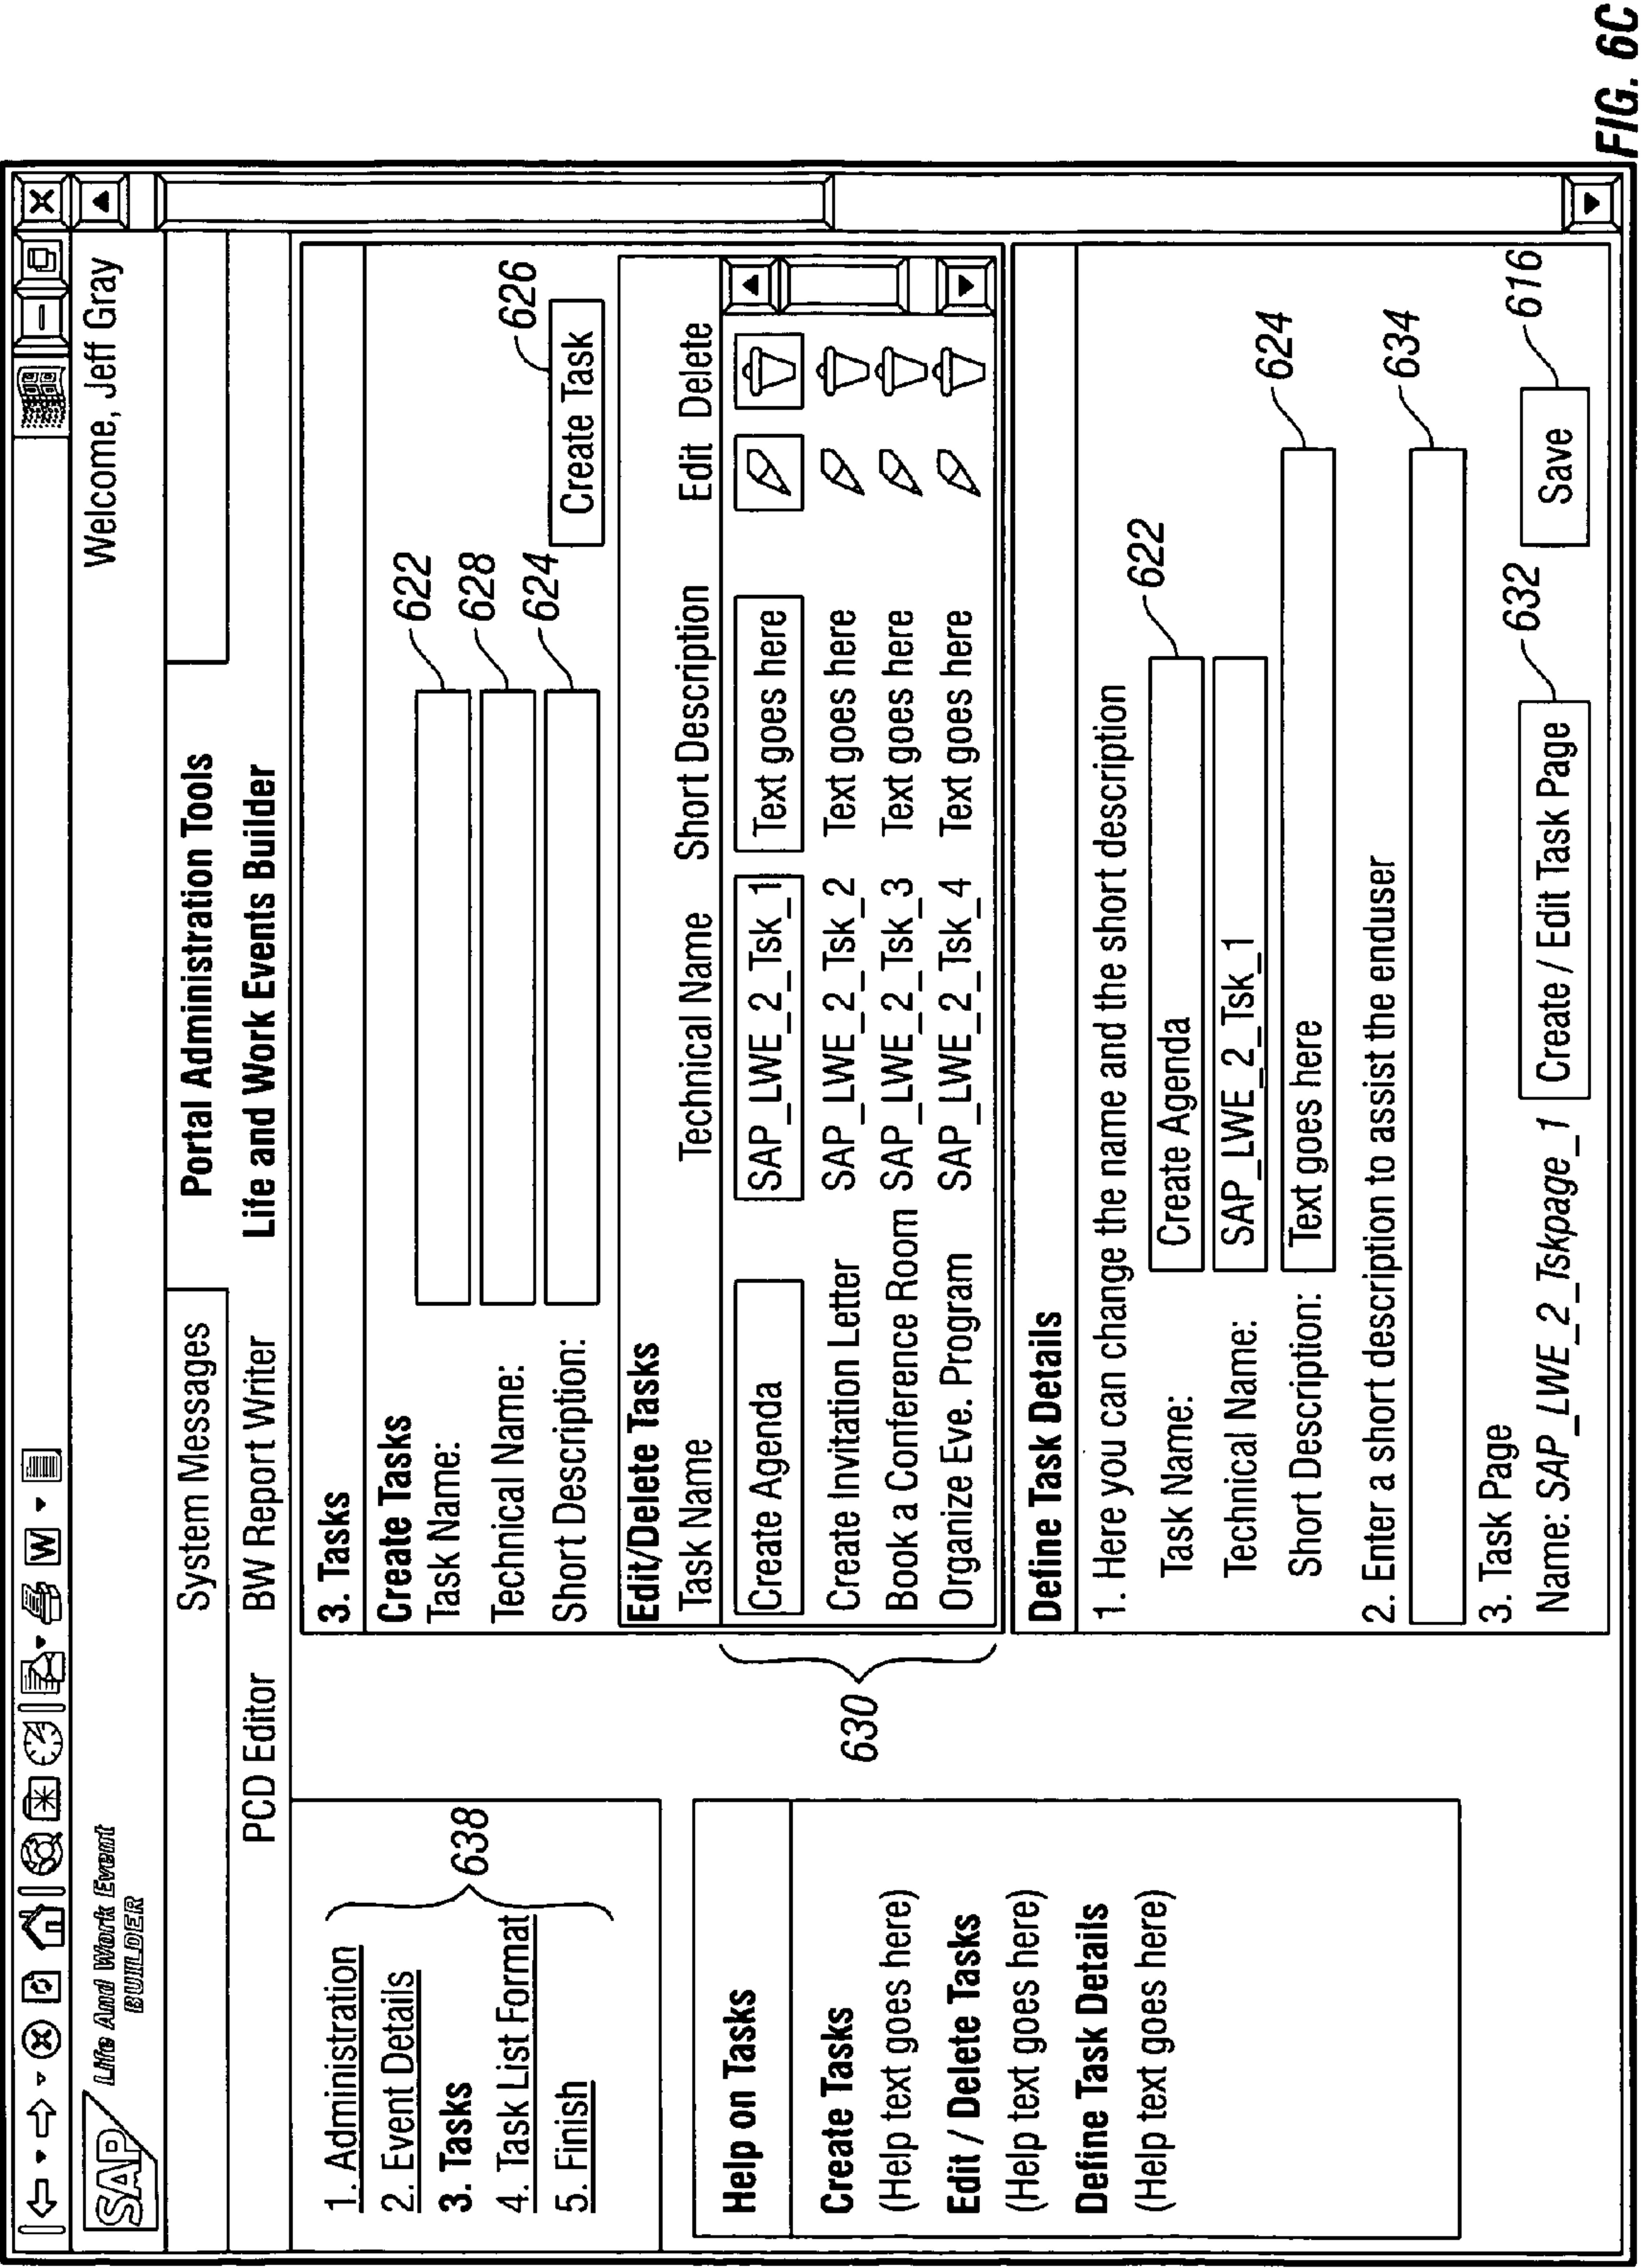 Welcome, Jeff Gray
SAP Life And Work Event
BUILDER
System Messages Portal Administration Tools
PCD Editor BW Report Writer Life and Work Events Builder
1. Administration
2. Event Details
3. Tasks
4. Task List Format
5. Finish
638
Help on Tasks
Create Tasks
(Help text goes here)
Edit / Delete Tasks
(Help text goes here)
Define Task Details
(Help text goes here)
3. Tasks
Create Tasks
Task Name: 622
Technical Name: 628
Short Description: 624
Create Task 626
Edit/Delete Tasks
Task Name Technical Name Short Description Edit Delete
Create Agenda SAP_LWE_2_Tsk_1 Text goes here
Create Invitation Letter SAP_LWE_2_Tsk_2 Text goes here
Book a Conference Room SAP_LWE_2_Tsk_3 Text goes here
Organize Eve. Program SAP_LWE_2_Tsk_4 Text goes here
630
Define Task Details
1. Here you can change the name and the short description
Task Name: Create Agenda 622
Technical Name: SAP_LWE_2_Tsk_1
Short Description: Text goes here 624
2. Enter a short description to assist the enduser
634
3. Task Page
Name: SAP_LWE_2_Tskpage_1 Create / Edit Task Page 632 Save 616
FIG. 6C
W